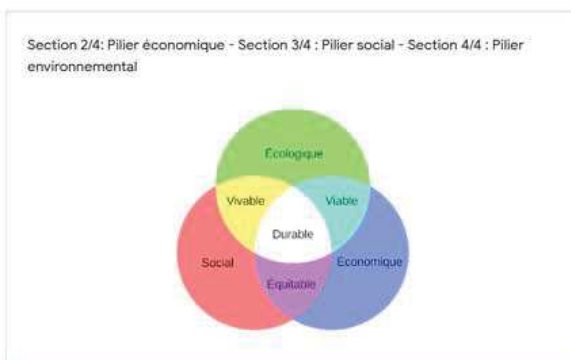 Section 2/4: Pilier économique - Section 3/4 : Pilier social - Section 4/4 : Pilier
environnemental
Écologique
Vivable
Viable
Durable
Social
Économique
Équitable